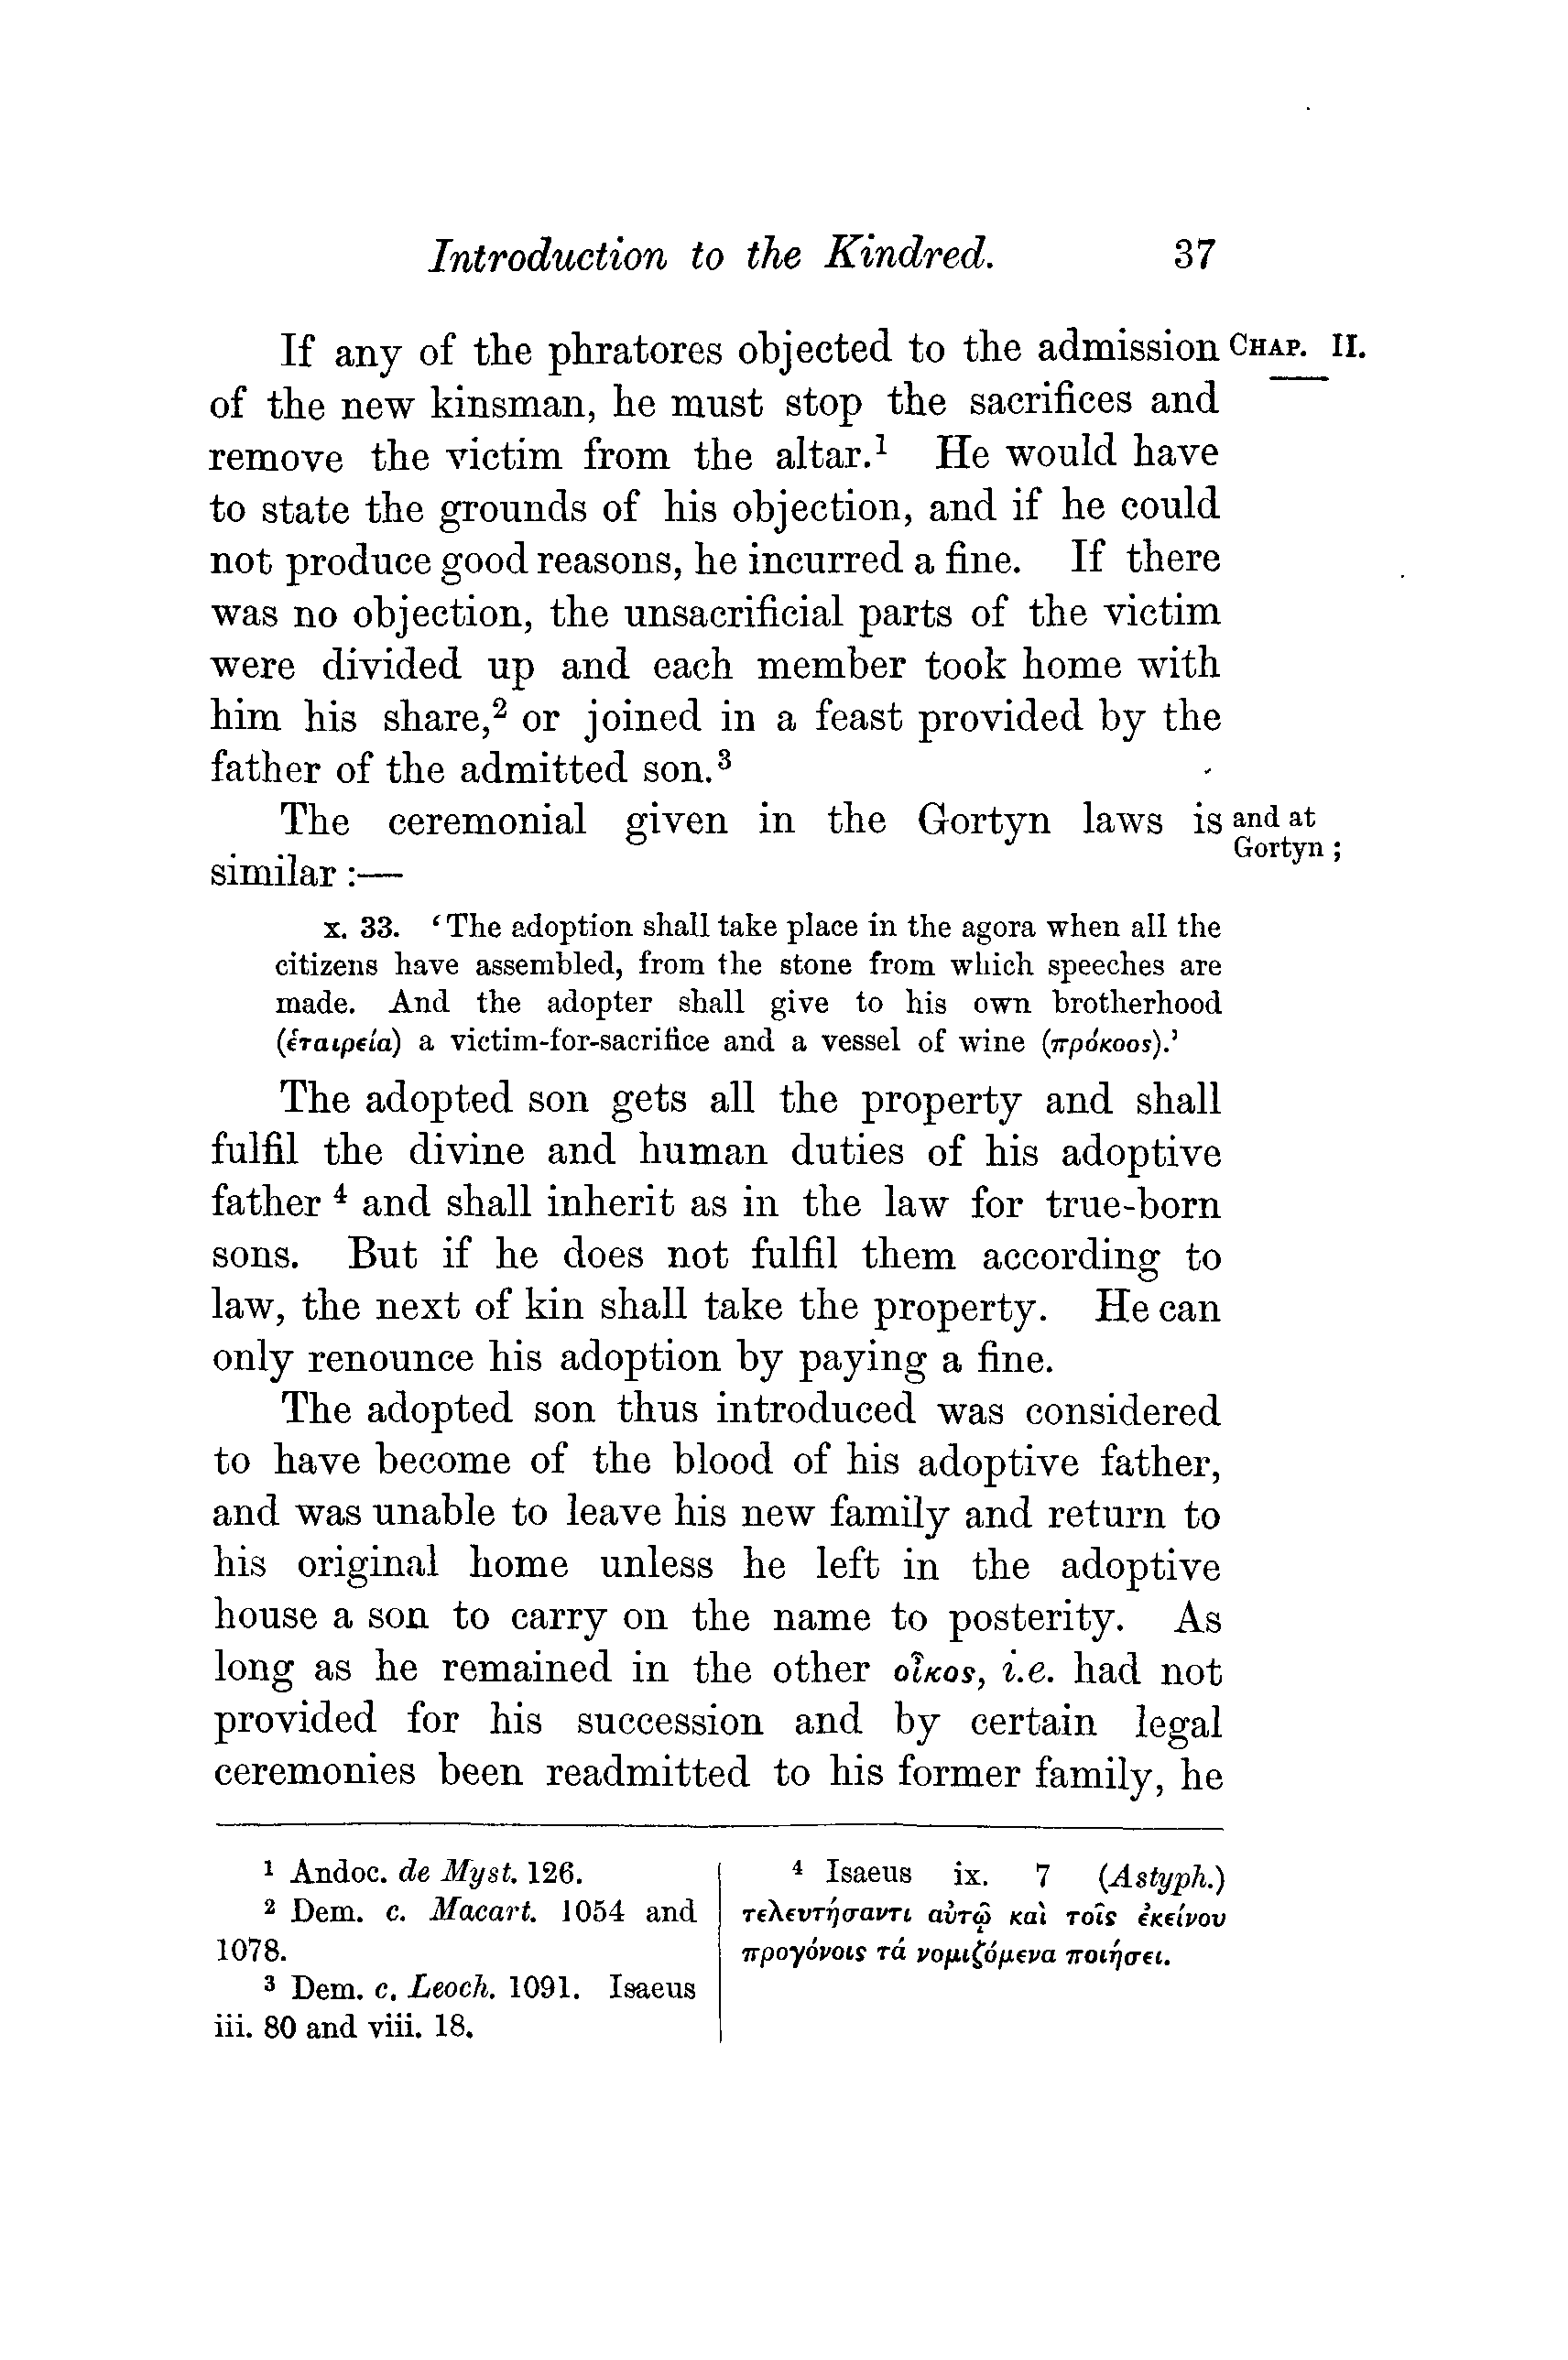 Introduction to the Kindred. 37
If any of the phratores objected to the admission CHAP. II.
of the new kinsman, he must stop the sacrifices and
remove the victim from the altar.¹ He would have
to state the grounds of his objection, and if he could
not produce good reasons, he incurred a fine. If there
was no objection, the unsacrificial parts of the victim
were divided up and each member took home with
him his share,² or joined in a feast provided by the
father of the admitted son.³
The ceremonial given in the Gortyn laws is and at
Gortyn ;
similar :—
x. 33. ‘The adoption shall take place in the agora when all the
citizens have assembled, from the stone from which speeches are
made. And the adopter shall give to his own brotherhood
(ἑταιρεία) a victim-for-sacrifice and a vessel of wine (πρόκοος).’
The adopted son gets all the property and shall
fulfil the divine and human duties of his adoptive
father ⁴ and shall inherit as in the law for true-born
sons. But if he does not fulfil them according to
law, the next of kin shall take the property. He can
only renounce his adoption by paying a fine.
The adopted son thus introduced was considered
to have become of the blood of his adoptive father,
and was unable to leave his new family and return to
his original home unless he left in the adoptive
house a son to carry on the name to posterity. As
long as he remained in the other οἶκος, i.e. had not
provided for his succession and by certain legal
ceremonies been readmitted to his former family, he
¹ Andoc. de Myst. 126.
² Dem. c. Macart. 1054 and
1078.
³ Dem. c. Leoch. 1091. Isaeus
iii. 80 and viii. 18.
⁴ Isaeus ix. 7 (Astyph.)
τελευτήσαντι αὐτῷ καὶ τοῖς ἐκείνου
προγόνοις τά νομιζόμενα ποιήσει.